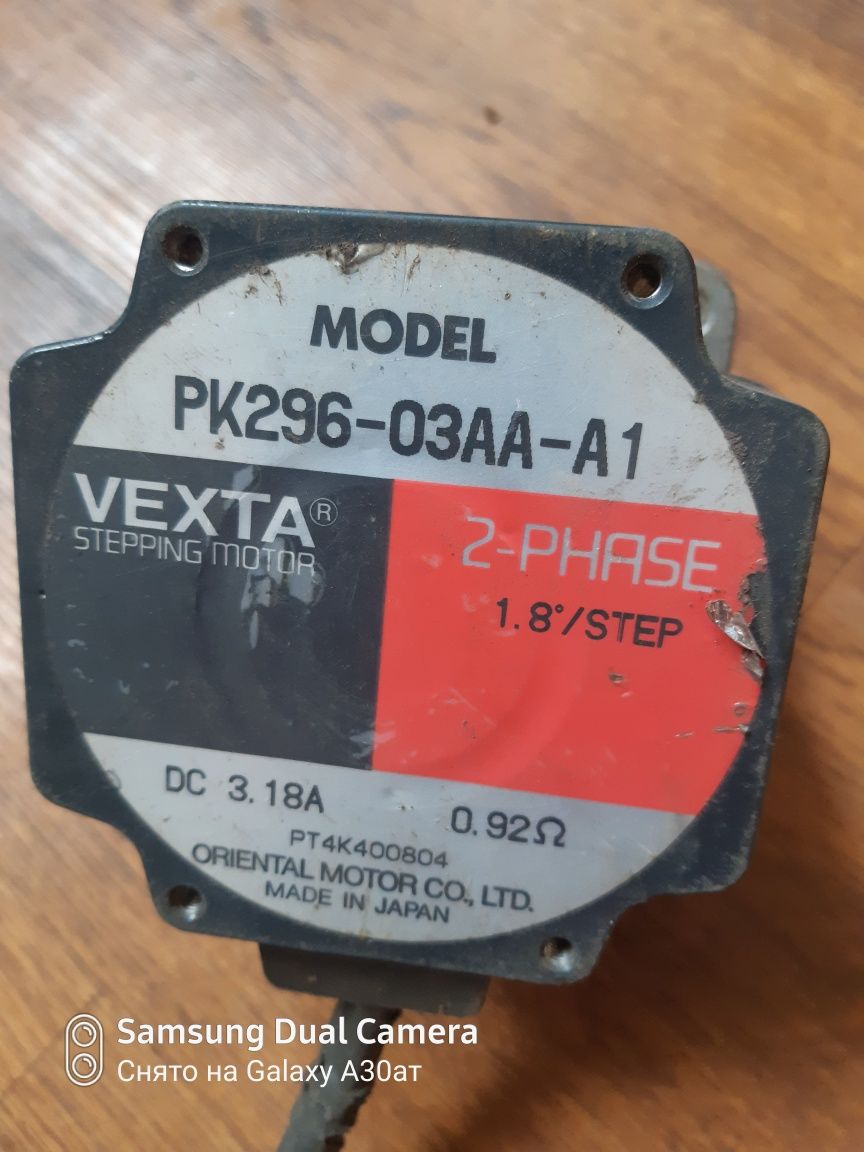 MODEL
PK296-03AA-A1
VEXTA®
STEPPING MOTOR
2-PHASE
1.8°/STEP
DC 3.18A 0.92Ω
PT4K400804
ORIENTAL MOTOR CO., LTD.
MADE IN JAPAN
Samsung Dual Camera
Снято на Galaxy A30ат